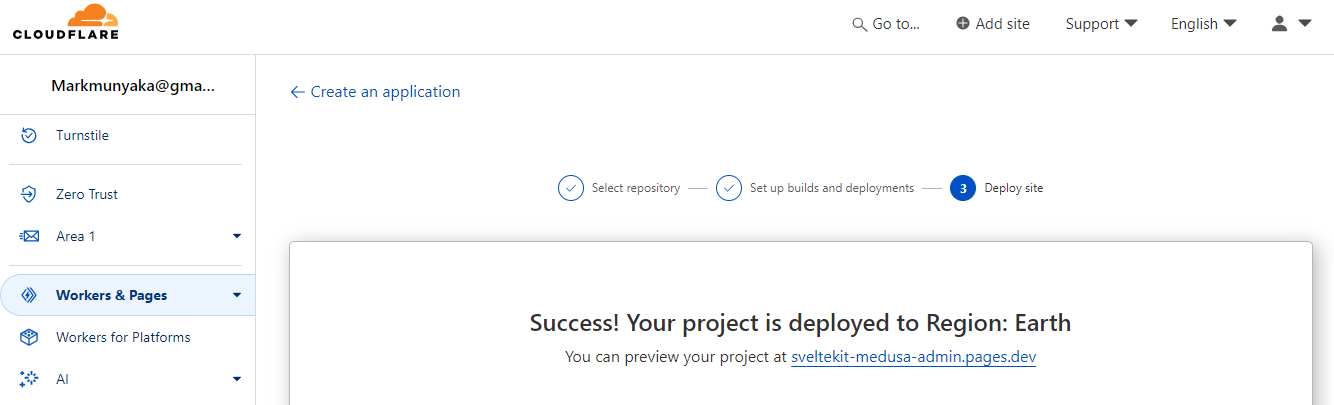 CLOUDFLARE
Go to...
Add site
Support
English
Markmunyaka@gma...
Turnstile
Zero Trust
Area 1
Workers & Pages
Workers for Platforms
AI
Create an application
Select repository
Set up builds and deployments
3 Deploy site
Success! Your project is deployed to Region: Earth
You can preview your project at sveltekit-medusa-admin.pages.dev